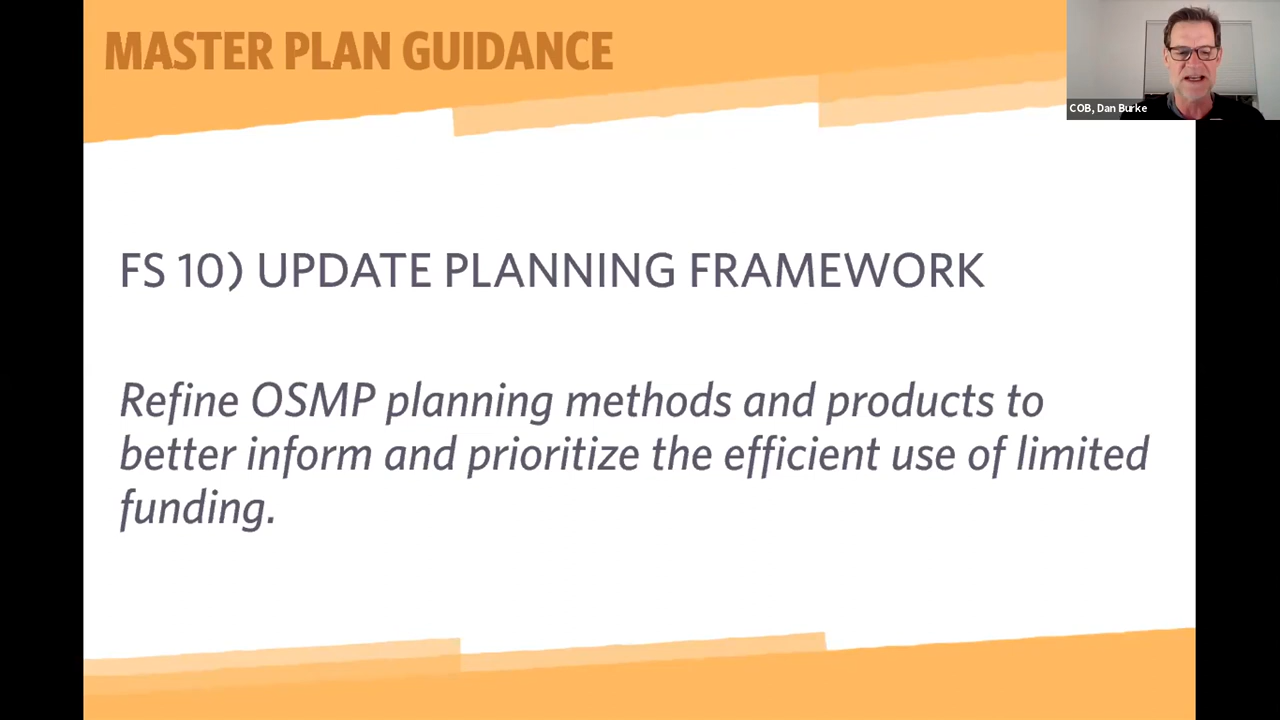 MASTER PLAN GUIDANCE
COB, Dan Burke
FS 10) UPDATE PLANNING FRAMEWORK
Refine OSMP planning methods and products to
better inform and prioritize the efficient use of limited
funding.